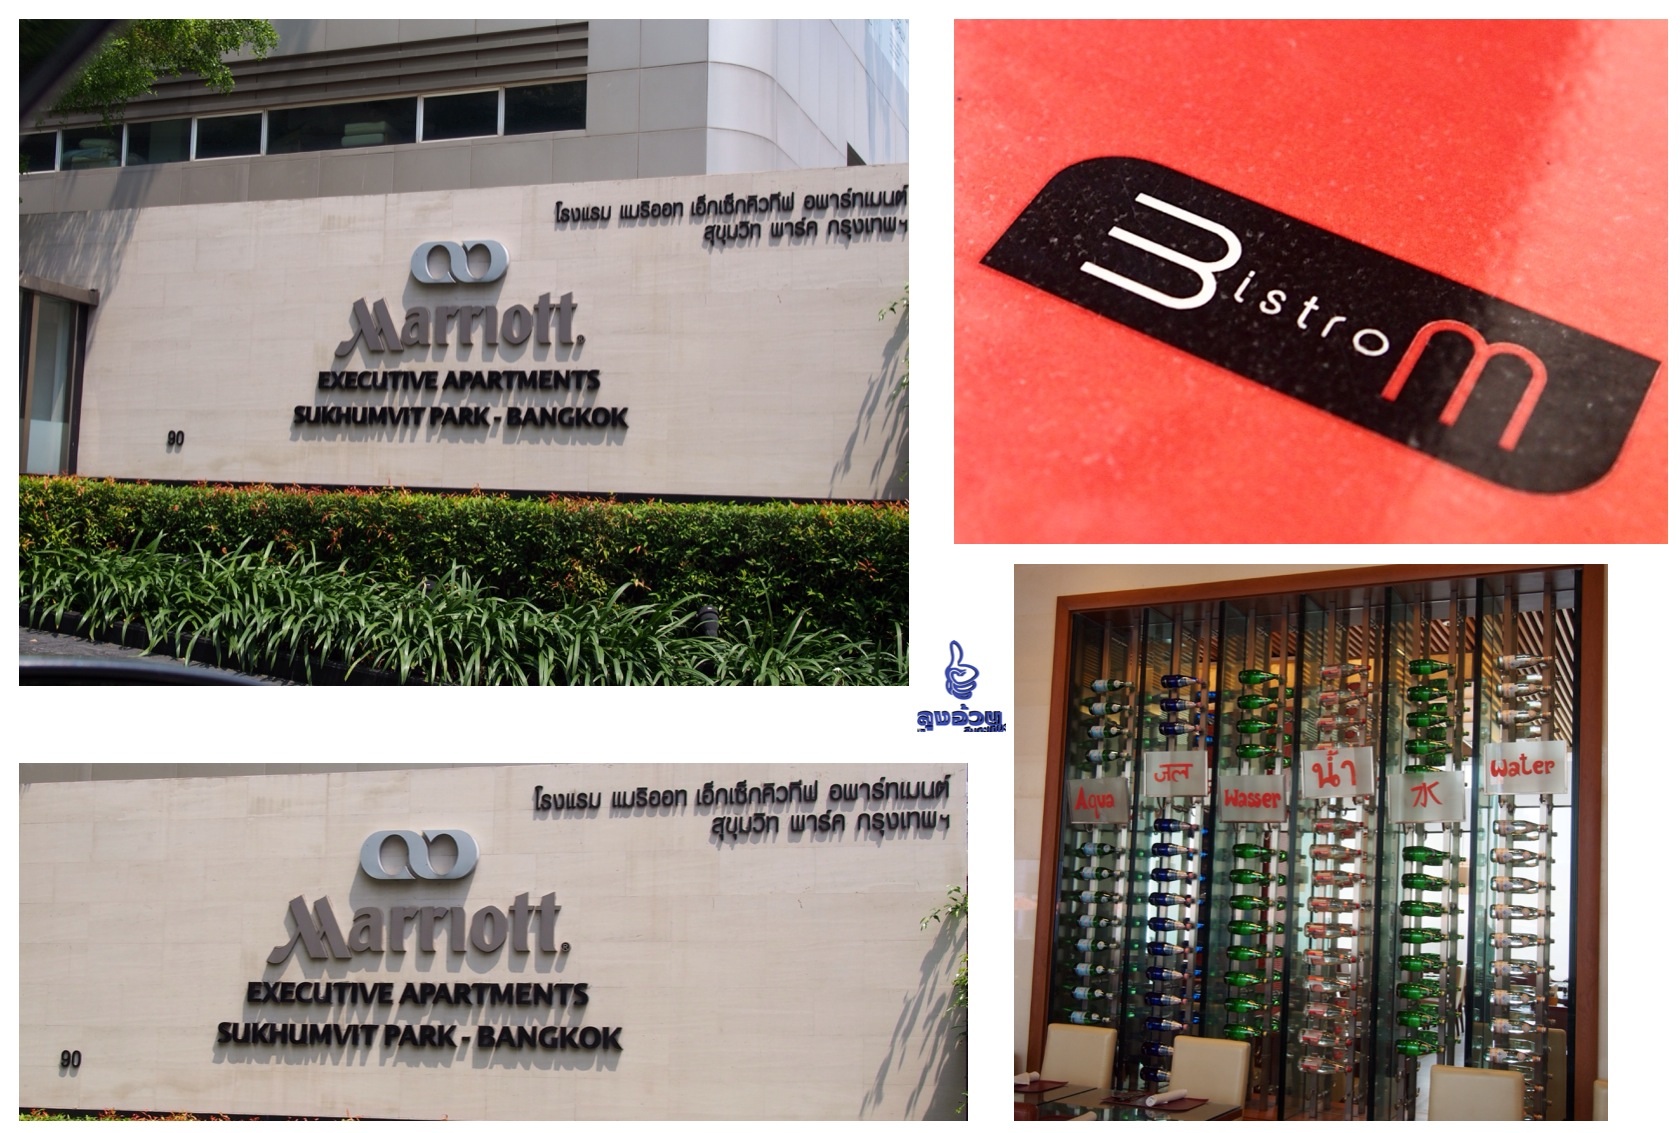 โรงแรม แมริออท เอ็กเซ็กคิวทีฟ อพาร์ทเมนต์
สุขุมวิท พาร์ค กรุงเทพฯ
Marriott®
EXECUTIVE APARTMENTS
SUKHUMVIT PARK - BANGKOK
90
Bistro M
ลุงอ้วน
โรงแรม แมริออท เอ็กเซ็กคิวทีฟ อพาร์ทเมนต์
สุขุมวิท พาร์ค กรุงเทพฯ
Marriott®
EXECUTIVE APARTMENTS
SUKHUMVIT PARK - BANGKOK
90
Aqua
जल
Wasser
น้ำ
水
Water